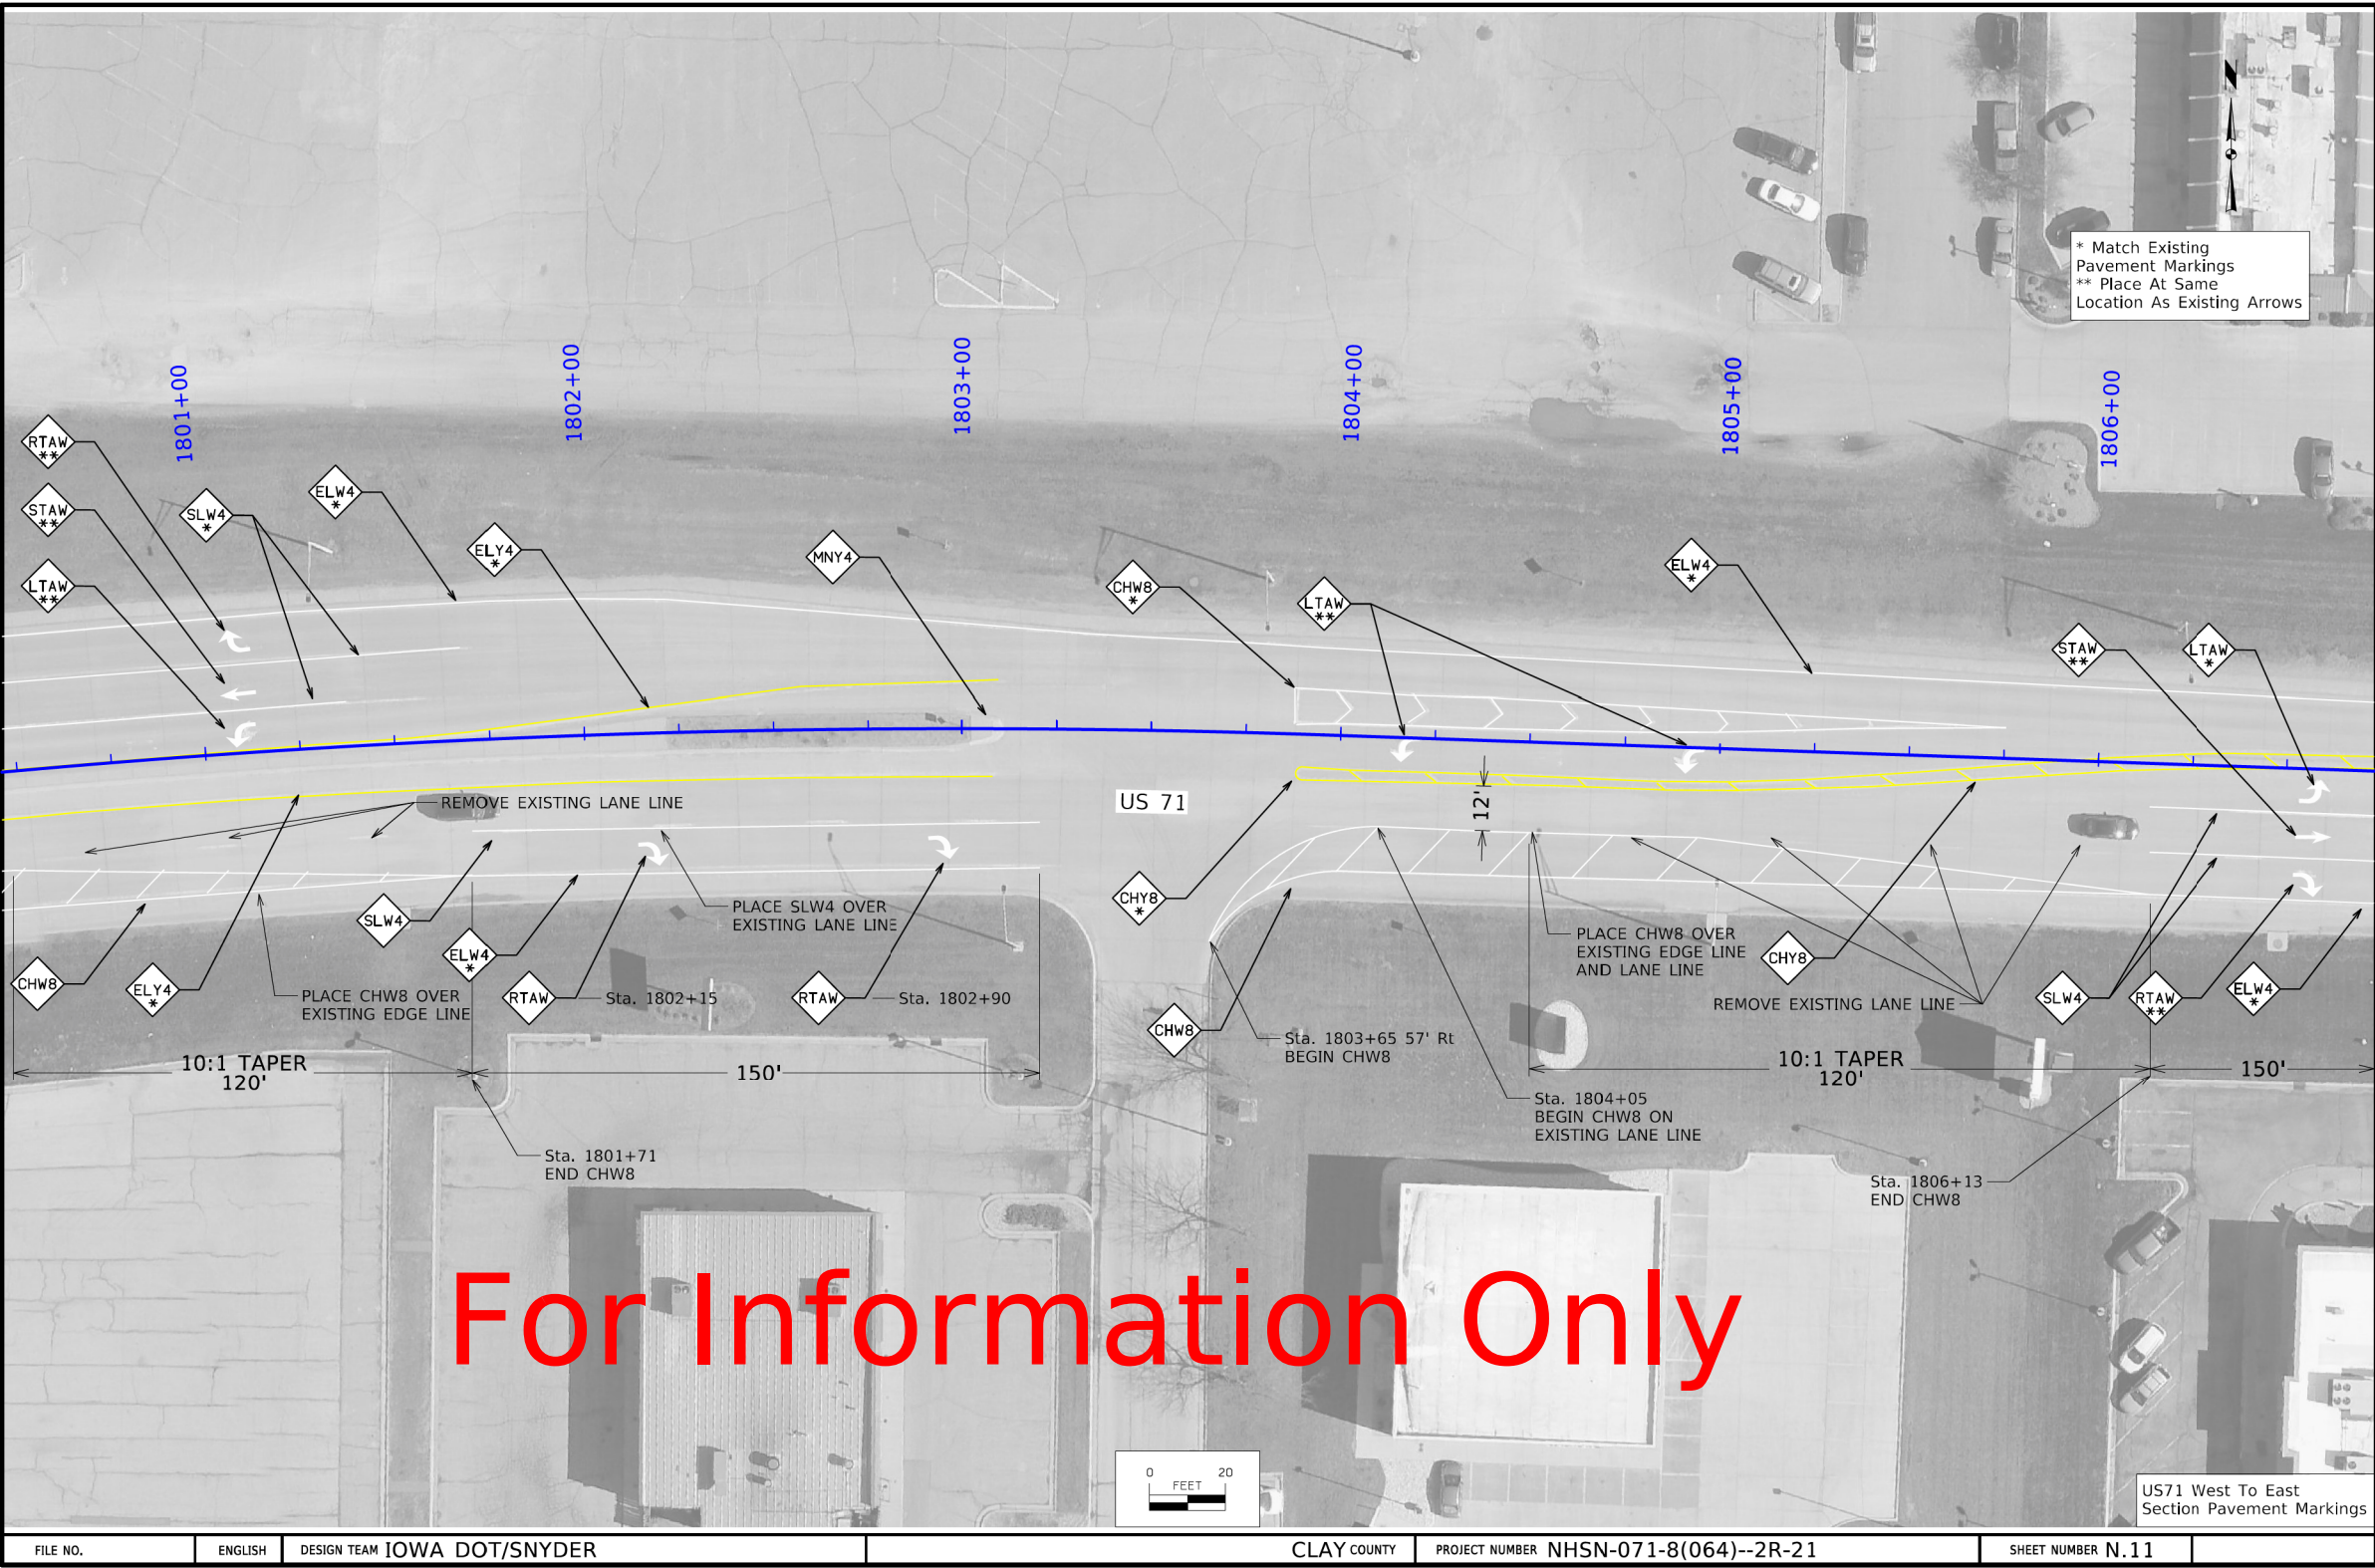 N
* Match Existing
Pavement Markings
** Place At Same
Location As Existing Arrows
1801+00
1802+00
1803+00
1804+00
1805+00
1806+00
RTAW
**
STAW
**
LTAW
**
SLW4
*
ELW4
*
ELY4
*
MNY4
CHW8
*
LTAW
**
ELW4
*
STAW
**
LTAW
*
REMOVE EXISTING LANE LINE
US 71
12'
CHW8
ELY4
*
SLW4
ELW4
*
RTAW
Sta. 1802+15
RTAW
Sta. 1802+90
PLACE SLW4 OVER
EXISTING LANE LINE
PLACE CHW8 OVER
EXISTING EDGE LINE
CHY8
*
CHW8
Sta. 1803+65 57' Rt
BEGIN CHW8
PLACE CHW8 OVER
EXISTING EDGE LINE
AND LANE LINE
CHY8
REMOVE EXISTING LANE LINE
SLW4
RTAW
**
ELW4
*
10:1 TAPER
120'
150'
10:1 TAPER
120'
150'
Sta. 1801+71
END CHW8
Sta. 1804+05
BEGIN CHW8 ON
EXISTING LANE LINE
Sta. 1806+13
END CHW8
For Information Only
0 20
FEET
US71 West To East
Section Pavement Markings
FILE NO. ENGLISH DESIGN TEAM IOWA DOT/SNYDER CLAY COUNTY PROJECT NUMBER NHSN-071-8(064)--2R-21 SHEET NUMBER N.11